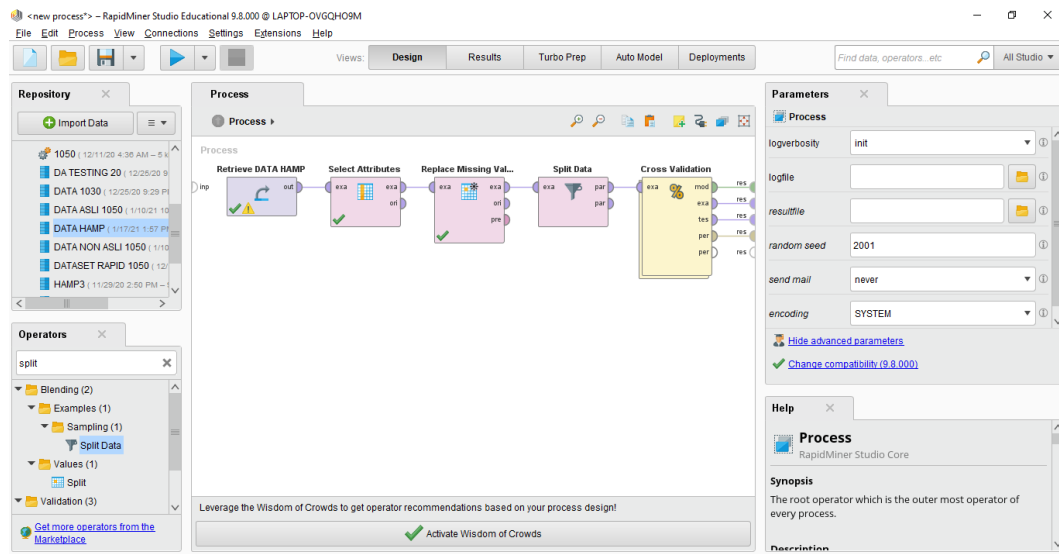 <new process*> – RapidMiner Studio Educational 9.8.000 @ LAPTOP-OVGQHO9M
File Edit Process View Connections Settings Extensions Help
Views: Design Results Turbo Prep Auto Model Deployments
Find data, operators...etc
All Studio
Repository
Import Data
1050 ( 12/11/20 4:36 AM – 5 k
DA TESTING 20 ( 12/25/20 9
DATA 1030 ( 12/25/20 9:29 PM
DATA ASLI 1050 ( 1/10/21 10
DATA HAMP ( 1/17/21 1:57 PM
DATA NON ASLI 1050 ( 1/10
DATASET RAPID 1050 ( 12/
HAMP3 ( 11/29/20 2:50 PM –
Operators
split
Blending (2)
Examples (1)
Sampling (1)
Split Data
Values (1)
Split
Validation (3)
Get more operators from the
Marketplace
Process
Process
Process
Retrieve DATA HAMP Select Attributes Replace Missing Val... Split Data Cross Validation
inp out exa exa exa exa exa par exa mod res
ori ori par exa res
pre tes res
per res
per res
Leverage the Wisdom of Crowds to get operator recommendations based on your process design!
Activate Wisdom of Crowds
Parameters
Process
logverbosity init
logfile
resultfile
random seed 2001
send mail never
encoding SYSTEM
Hide advanced parameters
Change compatibility (9.8.000)
Help
Process
RapidMiner Studio Core
Synopsis
The root operator which is the outer most operator of
every process.
Description